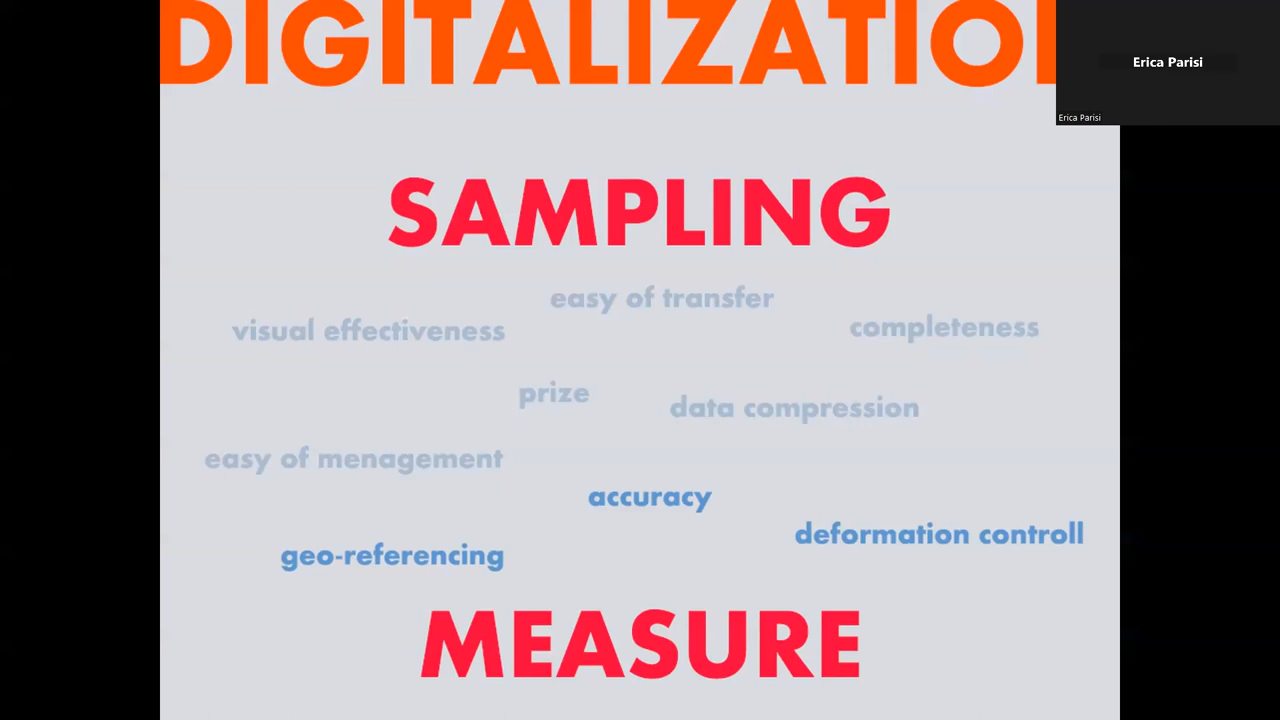 DIGITALIZATION
Erica Parisi
Erica Parisi
SAMPLING
easy of transfer
visual effectiveness
completeness
prize
data compression
easy of menagement
accuracy
deformation controll
geo-referencing
MEASURE